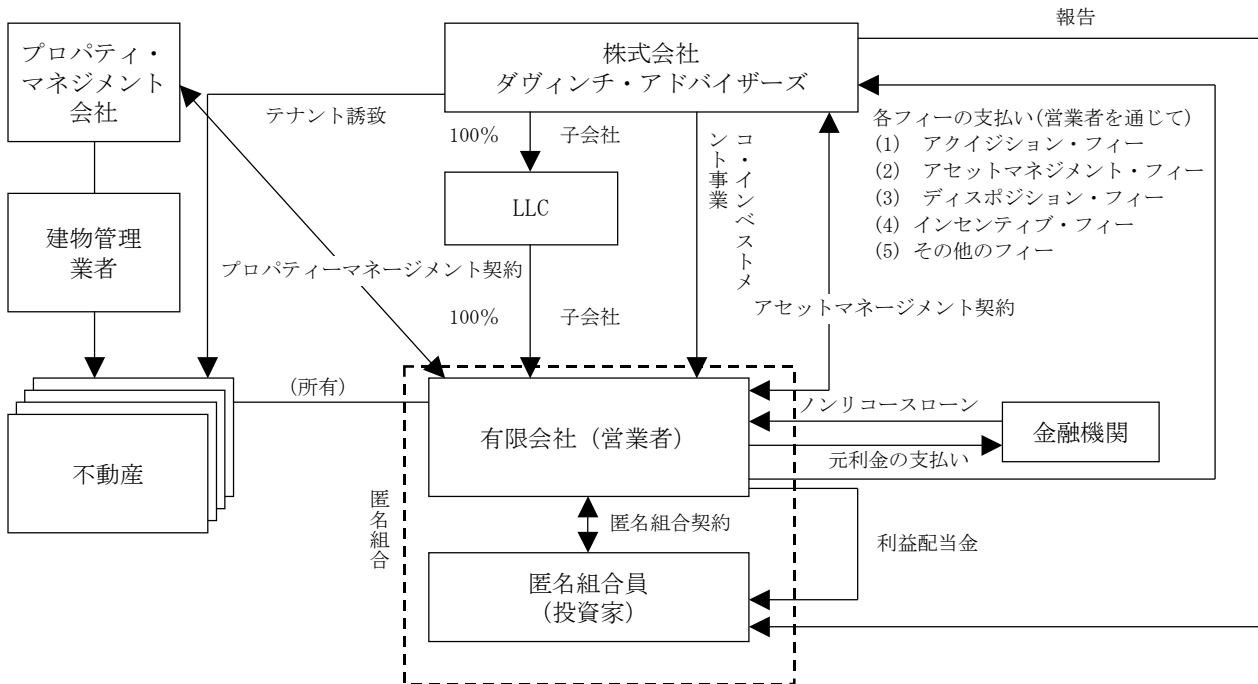 報告
プロパティ・
マネジメント
会社
株式会社
ダヴィンチ・アドバイザーズ
テナント誘致
100%
子会社
コ・インベストメ
ント事業
各フィーの支払い(営業者を通じて)
(1) アクイジション・フィー
(2) アセットマネジメント・フィー
(3) ディスポジション・フィー
(4) インセンティブ・フィー
(5) その他のフィー
LLC
建物管理
業者
プロパティーマネージメント契約
アセットマネージメント契約
100%
子会社
(所有)
有限会社(営業者)
ノンリコースローン
金融機関
元利金の支払い
不動産
匿名組合
匿名組合契約
利益配当金
匿名組合員
(投資家)